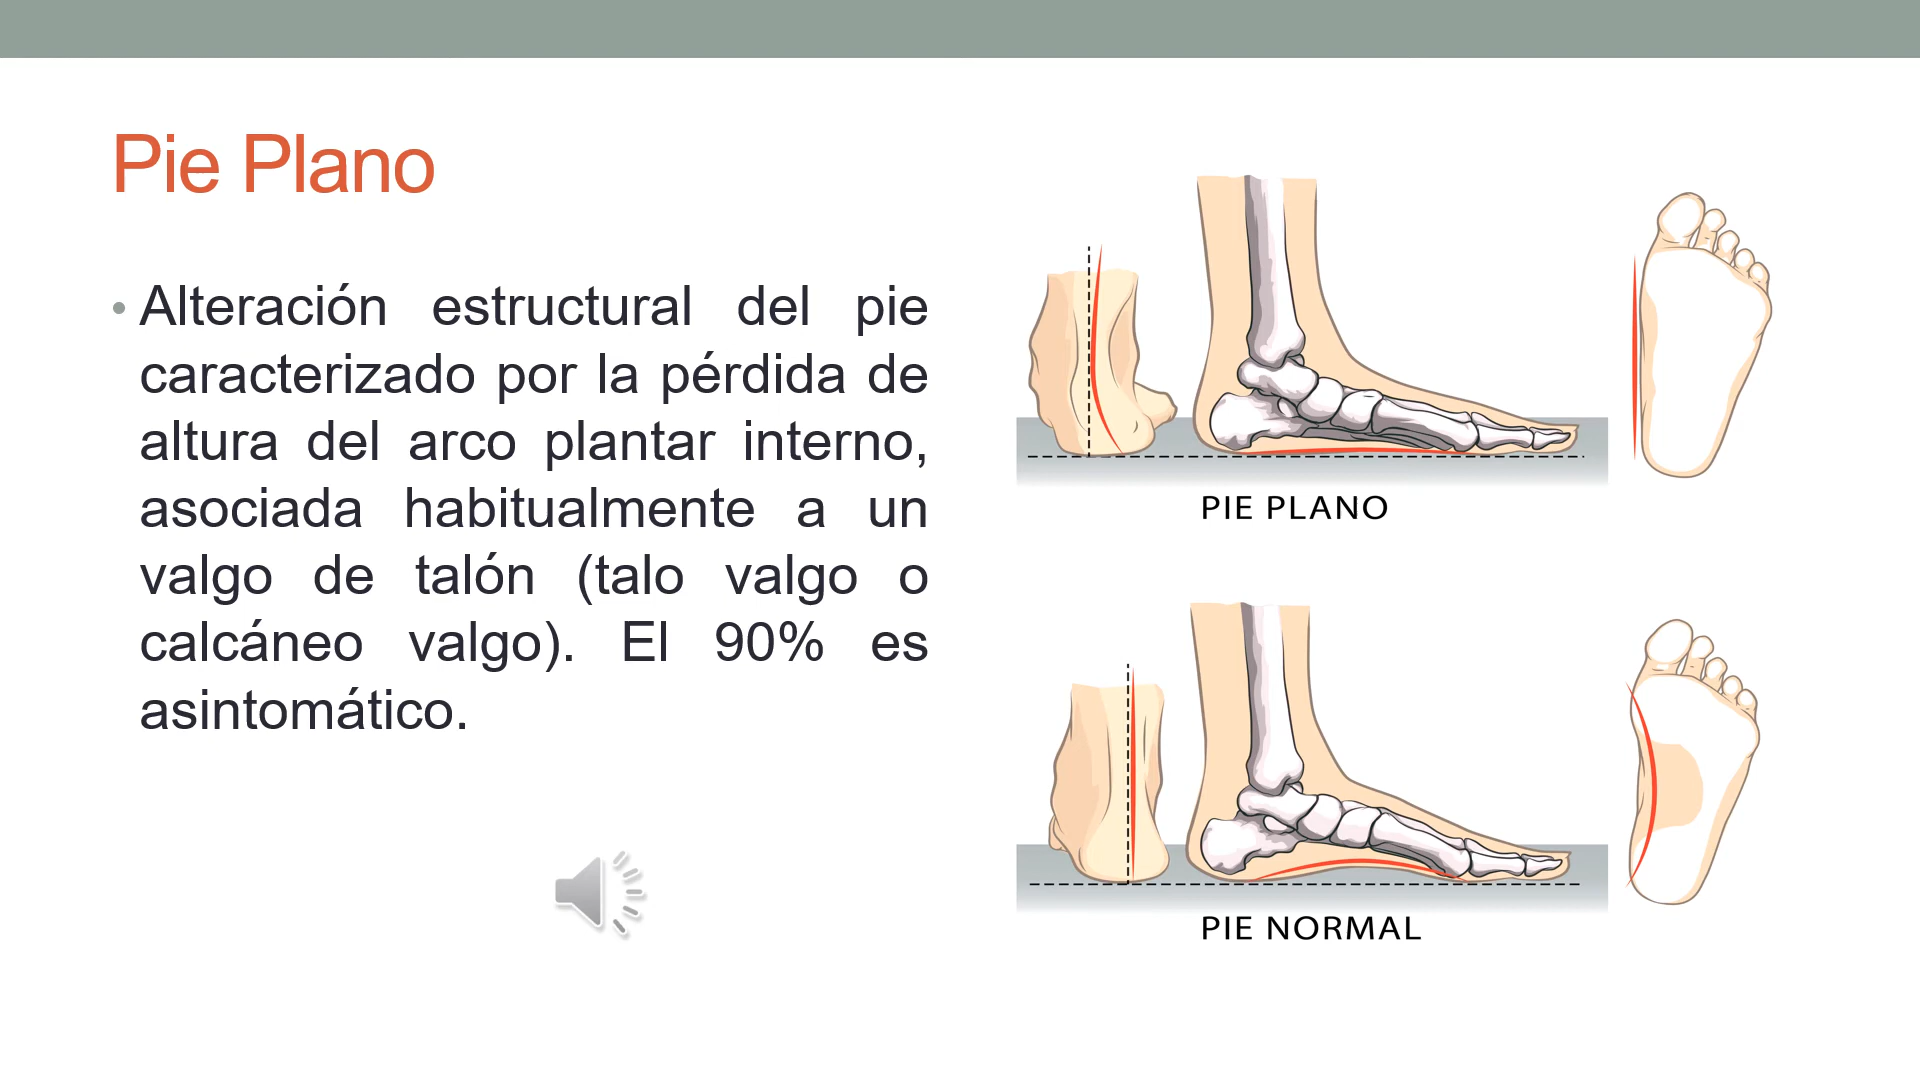 Pie Plano
• Alteración estructural del pie
caracterizado por la pérdida de
altura del arco plantar interno,
asociada habitualmente a un
valgo de talón (talo valgo o
calcáneo valgo). El 90% es
asintomático.
PIE PLANO
PIE NORMAL